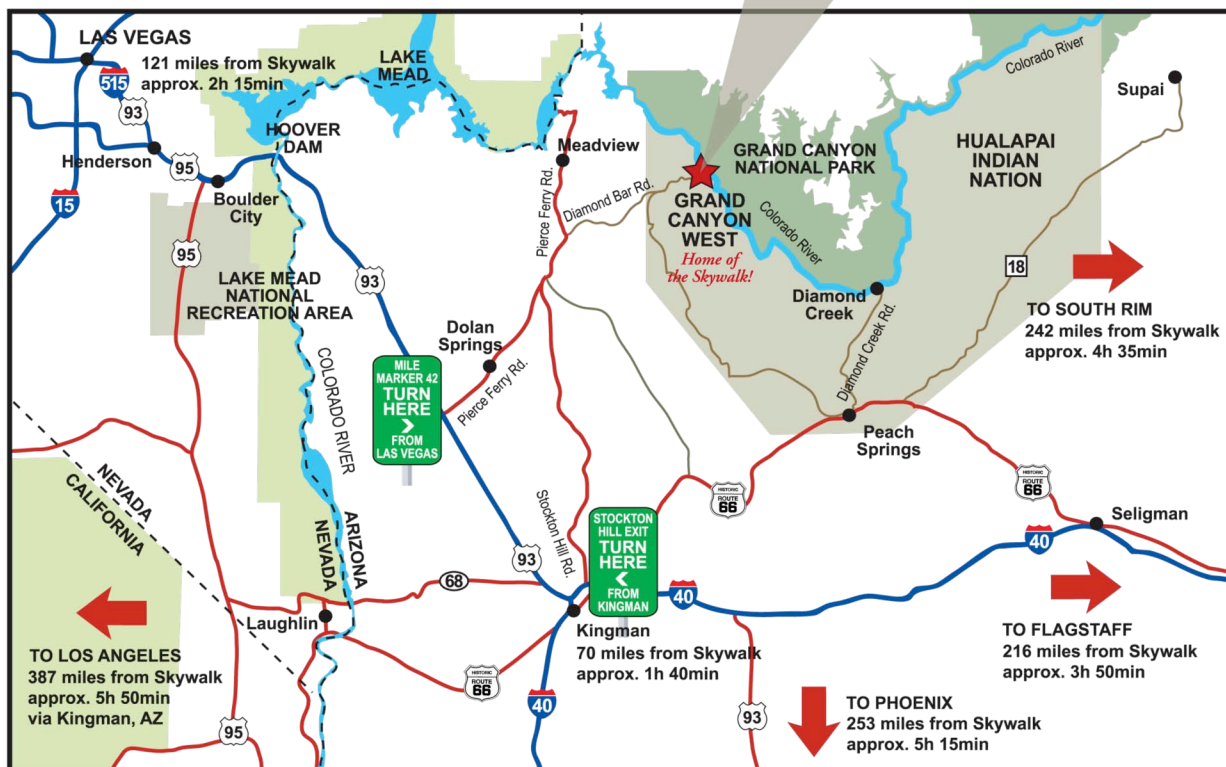 LAS VEGAS
121 miles from Skywalk
approx. 2h 15min
515
93
Henderson
95
15
Boulder
City
95
HOOVER
DAM
LAKE
MEAD
LAKE MEAD
NATIONAL
RECREATION AREA
93
COLORADO RIVER
Meadview
Pierce Ferry Rd.
Diamond Bar Rd.
Dolan
Springs
Pierce Ferry Rd.
MILE
MARKER 42
TURN
HERE
>
FROM
LAS VEGAS
GRAND CANYON
NATIONAL PARK
GRAND
CANYON
WEST
Home of
the Skywalk!
Colorado River
Colorado River
Supai
HUALAPAI
INDIAN
NATION
18
Diamond
Creek
Diamond Creek Rd.
Peach
Springs
TO SOUTH RIM
242 miles from Skywalk
approx. 4h 35min
HISTORIC
ROUTE
66
HISTORIC
ROUTE
66
Seligman
40
NEVADA
CALIFORNIA
ARIZONA
NEVADA
Stockton
Hill Rd.
STOCKTON
HILL EXIT
TURN
HERE
<
FROM
KINGMAN
93
68
40
Laughlin
Kingman
70 miles from Skywalk
approx. 1h 40min
HISTORIC
ROUTE
66
40
TO LOS ANGELES
387 miles from Skywalk
approx. 5h 50min
via Kingman, AZ
95
93
TO PHOENIX
253 miles from Skywalk
approx. 5h 15min
TO FLAGSTAFF
216 miles from Skywalk
approx. 3h 50min